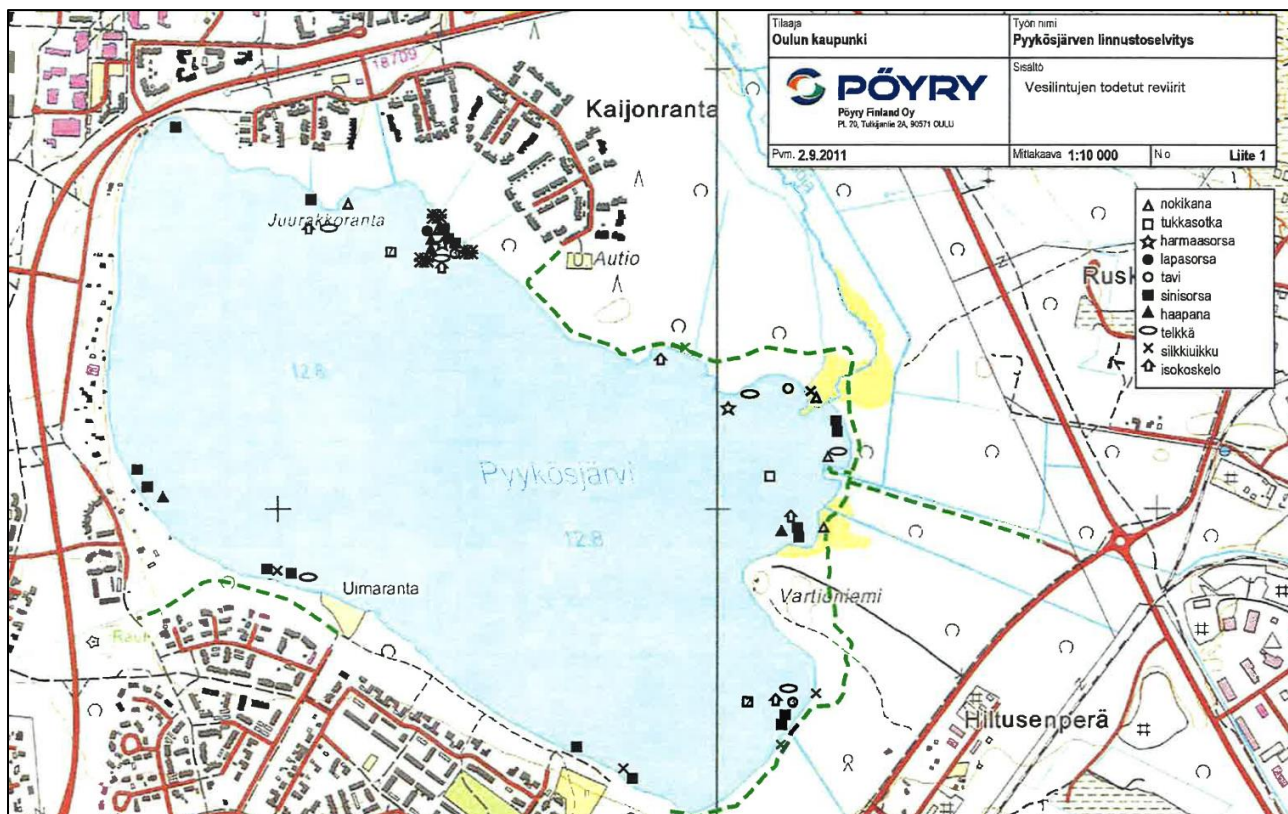 Tilaaja
Oulun kaupunki
Työn nimi
Pyykösjärven linnustoselvitys
PÖYRY
Pöyry Finland Oy
PL 20, Tutkijantie 2A, 90571 OULU
Sisältö
Vesilintujen todetut reviirit
Pvm. 2.9.2011
Mittakaava 1:10 000
N:o
Liite 1
nokikana
tukkasotka
harmaasorsa
lapasorsa
tavi
sinisorsa
haapana
telkkä
silkkiuikku
isokoskelo
18709
Kaijonranta
Juurakkoranta
Autio
Rusk
12.8
Pyykösjärvi
12.8
Uimaranta
Vartioniemi
Raut
Hiltusenperä